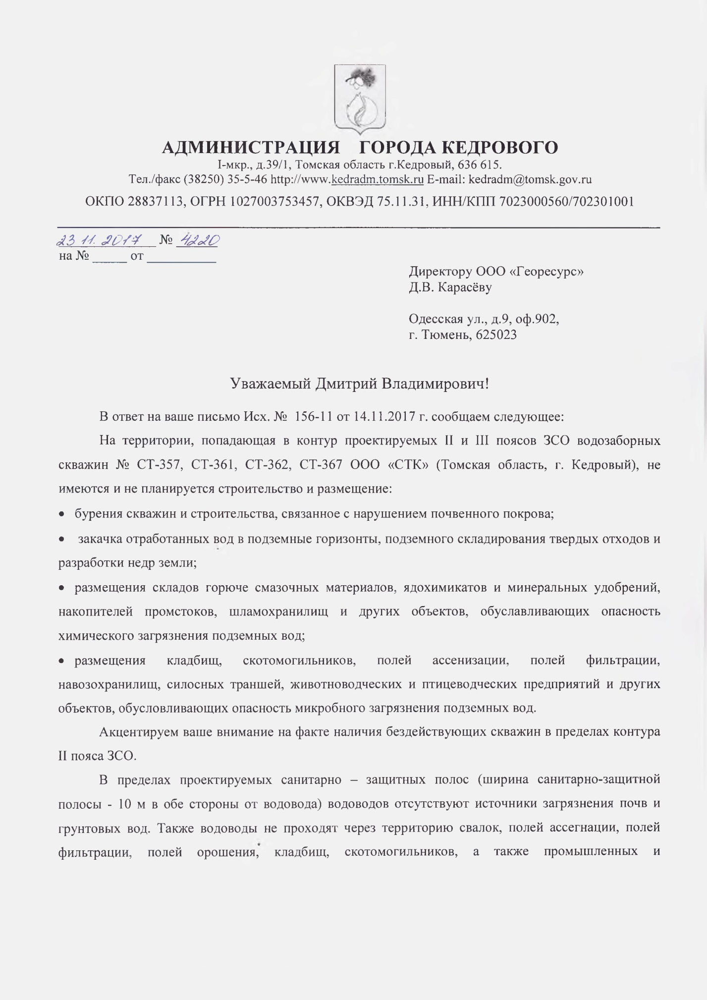 АДМИНИСТРАЦИЯ ГОРОДА КЕДРОВОГО
I-мкр., д.39/1, Томская область г.Кедровый, 636 615.
Тел./факс (38250) 35-5-46 http://www.kedradm.tomsk.ru E-mail: kedradm@tomsk.gov.ru
ОКПО 28837113, ОГРН 1027003753457, ОКВЭД 75.11.31, ИНН/КПП 7023000560/702301001
23 11. 2017 № 4220
на № ______ от ____________
Директору ООО «Георесурс»
Д.В. Карасёву
Одесская ул., д.9, оф.902,
г. Тюмень, 625023
Уважаемый Дмитрий Владимирович!
В ответ на ваше письмо Исх. № 156-11 от 14.11.2017 г. сообщаем следующее:
На территории, попадающая в контур проектируемых II и III поясов ЗСО водозаборных
скважин № СТ-357, СТ-361, СТ-362, СТ-367 ООО «СТК» (Томская область, г. Кедровый), не
имеются и не планируется строительство и размещение:
• бурения скважин и строительства, связанное с нарушением почвенного покрова;
• закачка отработанных вод в подземные горизонты, подземного складирования твердых отходов и
разработки недр земли;
• размещения складов горюче смазочных материалов, ядохимикатов и минеральных удобрений,
накопителей промстоков, шламохранилищ и других объектов, обуславливающих опасность
химического загрязнения подземных вод;
• размещения кладбищ, скотомогильников, полей ассенизации, полей фильтрации,
навозохранилищ, силосных траншей, животноводческих и птицеводческих предприятий и других
объектов, обусловливающих опасность микробного загрязнения подземных вод.
Акцентируем ваше внимание на факте наличия бездействующих скважин в пределах контура
II пояса ЗСО.
В пределах проектируемых санитарно – защитных полос (ширина санитарно-защитной
полосы - 10 м в обе стороны от водовода) водоводов отсутствуют источники загрязнения почв и
грунтовых вод. Также водоводы не проходят через территорию свалок, полей ассегнации, полей
фильтрации, полей орошения, кладбищ, скотомогильников, а также промышленных и